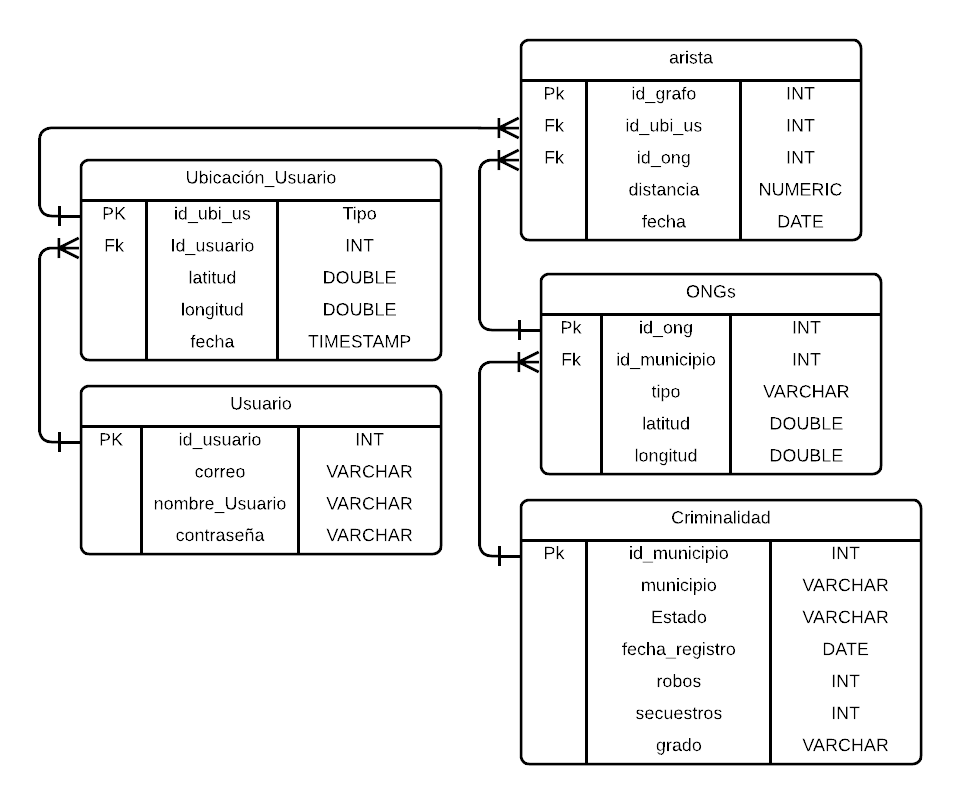 arista
Pk id_grafo INT
Fk id_ubi_us INT
Fk id_ong INT
distancia NUMERIC
fecha DATE
Ubicación_Usuario
PK id_ubi_us Tipo
Fk Id_usuario INT
latitud DOUBLE
longitud DOUBLE
fecha TIMESTAMP
ONGs
Pk id_ong INT
Fk id_municipio INT
tipo VARCHAR
latitud DOUBLE
longitud DOUBLE
Usuario
PK id_usuario INT
correo VARCHAR
nombre_Usuario VARCHAR
contraseña VARCHAR
Criminalidad
Pk id_municipio INT
municipio VARCHAR
Estado VARCHAR
fecha_registro DATE
robos INT
secuestros INT
grado VARCHAR